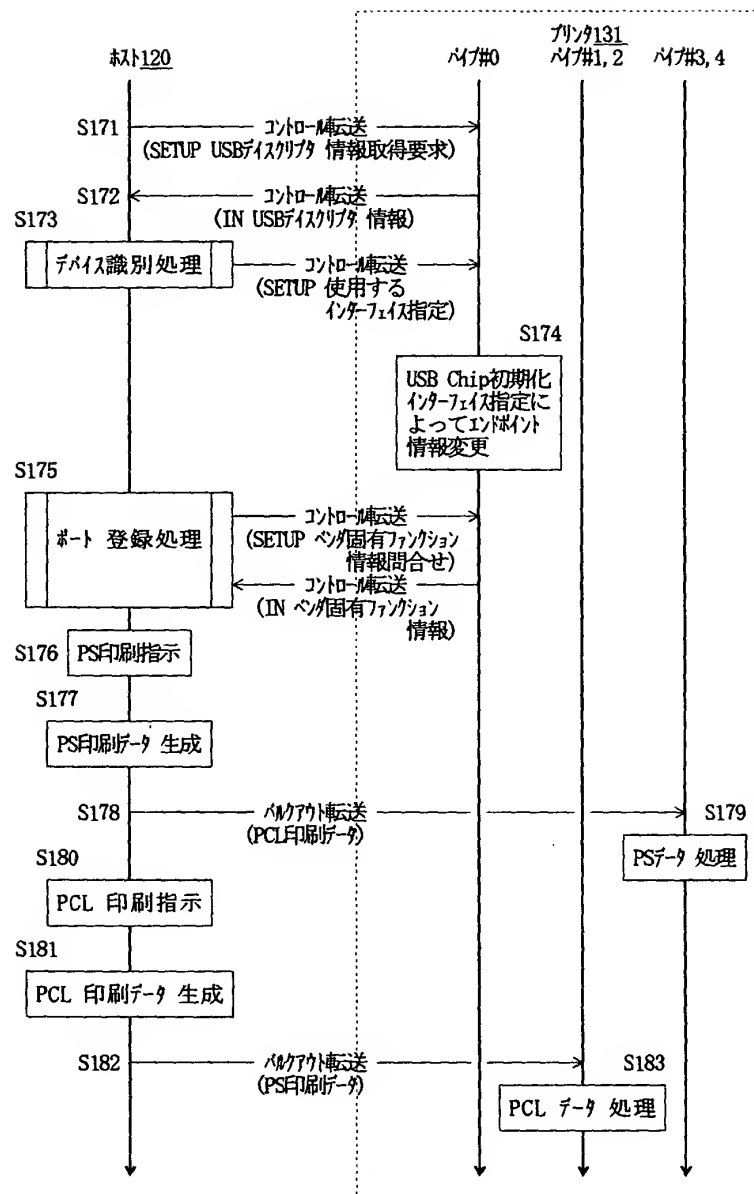 ホスト120
プリンタ131
パイプ#0
パイプ#1, 2
パイプ#3, 4
S171
コントロール転送
(SETUP USBディスクリプタ 情報取得要求)
S172
コントロール転送
(IN USBディスクリプタ 情報)
S173
デバイス識別処理
コントロール転送
(SETUP 使用する
インターフェイス指定)
S174
USB Chip初期化
インターフェイス指定に
よってエンドポイント
情報変更
S175
ポート 登録処理
コントロール転送
(SETUP ベンダ固有ファンクション
情報問合せ)
コントロール転送
(IN ベンダ固有ファンクション
情報)
S176
PS印刷指示
S177
PS印刷データ 生成
S178
バルクアウト転送
(PCL印刷データ)
S179
PSデータ 処理
S180
PCL 印刷指示
S181
PCL 印刷データ 生成
S182
バルクアウト転送
(PS印刷データ)
S183
PCL データ 処理